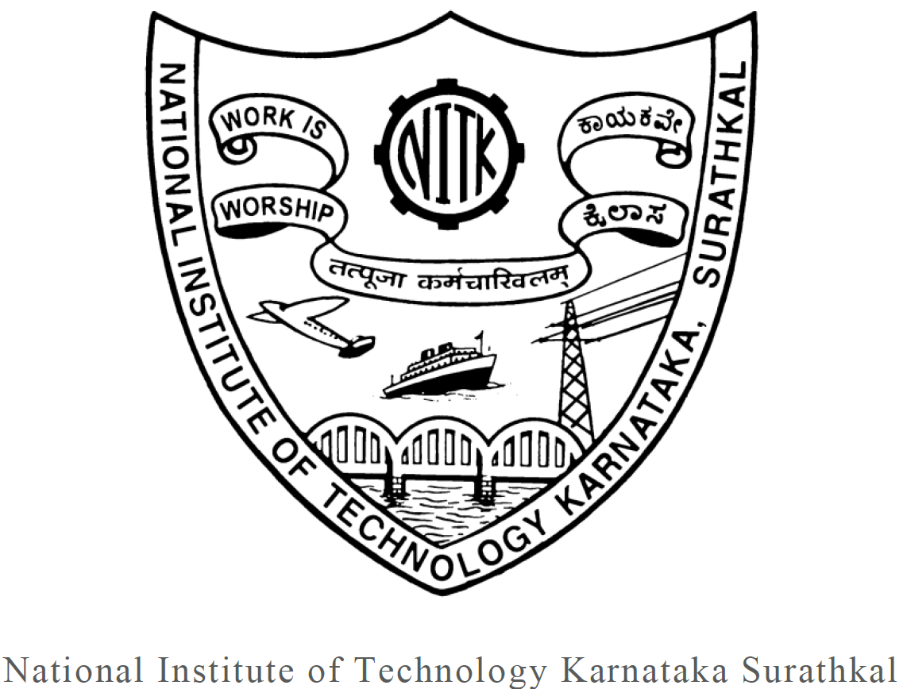 NATIONAL INSTITUTE OF TECHNOLOGY KARNATAKA, SURATHKAL
WORK IS
WORSHIP
NITK
ಕಾಯಕವೇ
ಕೈಲಾಸ
तत्पूजा कर्मचाखिलम्
National Institute of Technology Karnataka Surathkal